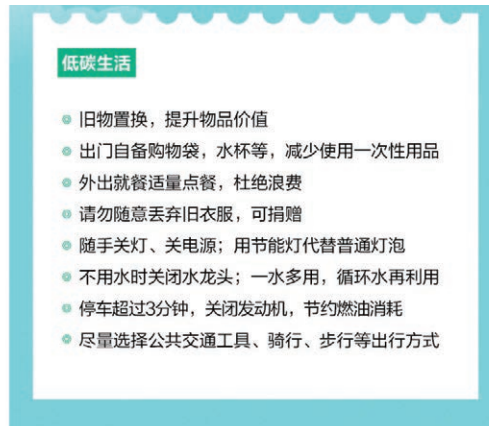 低碳生活
旧物置换，提升物品价值
出门自备购物袋，水杯等，减少使用一次性用品
外出就餐适量点餐，杜绝浪费
请勿随意丢弃旧衣服，可捐赠
随手关灯、关电源；用节能灯代替普通灯泡
不用水时关闭水龙头；一水多用，循环水再利用
停车超过3分钟，关闭发动机，节约燃油消耗
尽量选择公共交通工具、骑行、步行等出行方式